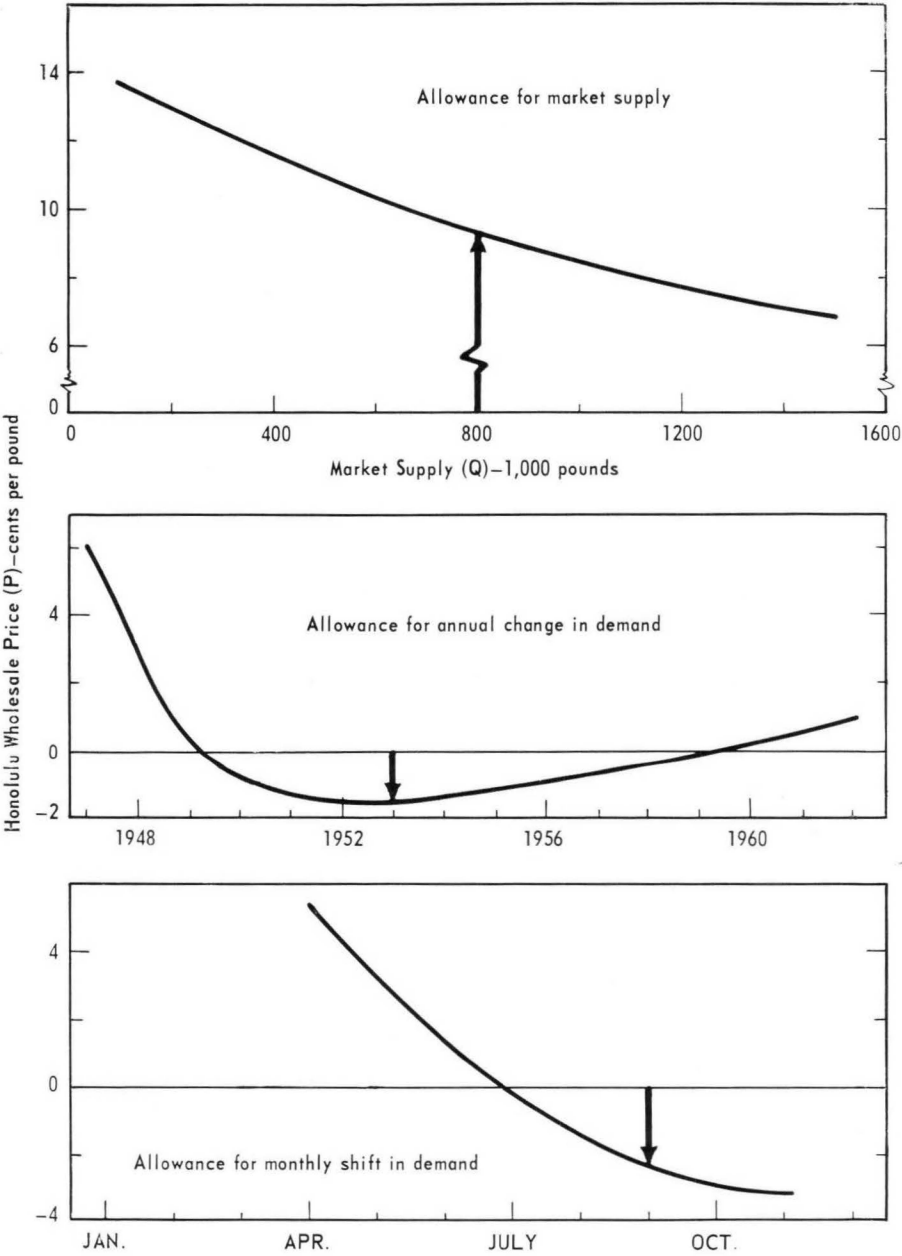 Honolulu Wholesale Price (P)–cents per pound
14
Allowance for market supply
10
6
0
0 400 800 1200 1600
Market Supply (Q)–1,000 pounds
4
Allowance for annual change in demand
0
–2
1948 1952 1956 1960
4
0
Allowance for monthly shift in demand
–4
JAN. APR. JULY OCT.